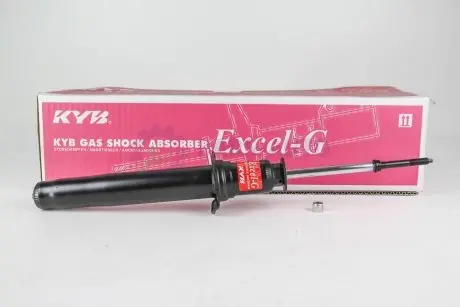 KYB
KYB GAS SHOCK ABSORBER
Excel-G
KYB Excel-G